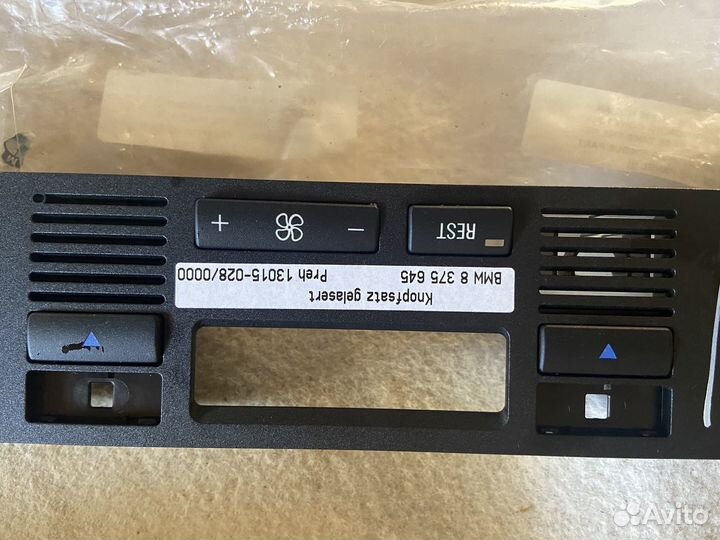 Knopfsatz gelasert
BMW 8 375 645
Preh 13015-028/0000
REST
− +
Avito